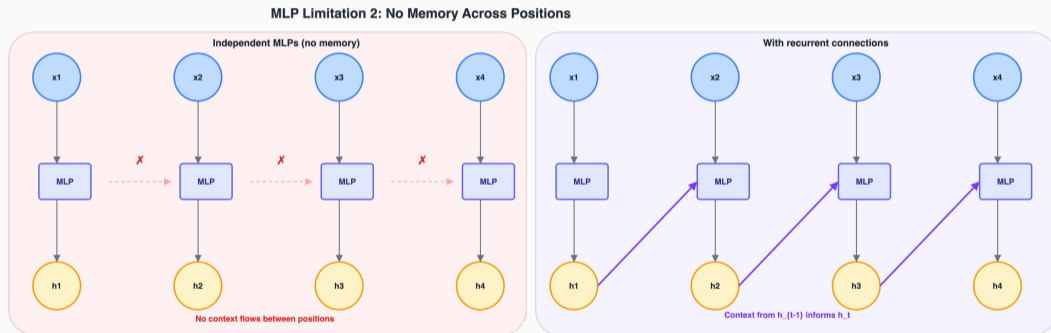 MLP Limitation 2: No Memory Across Positions
Independent MLPs (no memory)
x1 x2 x3 x4
✗ ✗ ✗
MLP MLP MLP MLP
h1 h2 h3 h4
No context flows between positions
With recurrent connections
x1 x2 x3 x4
MLP MLP MLP MLP
h1 h2 h3 h4
Context from h_{t-1} informs h_t